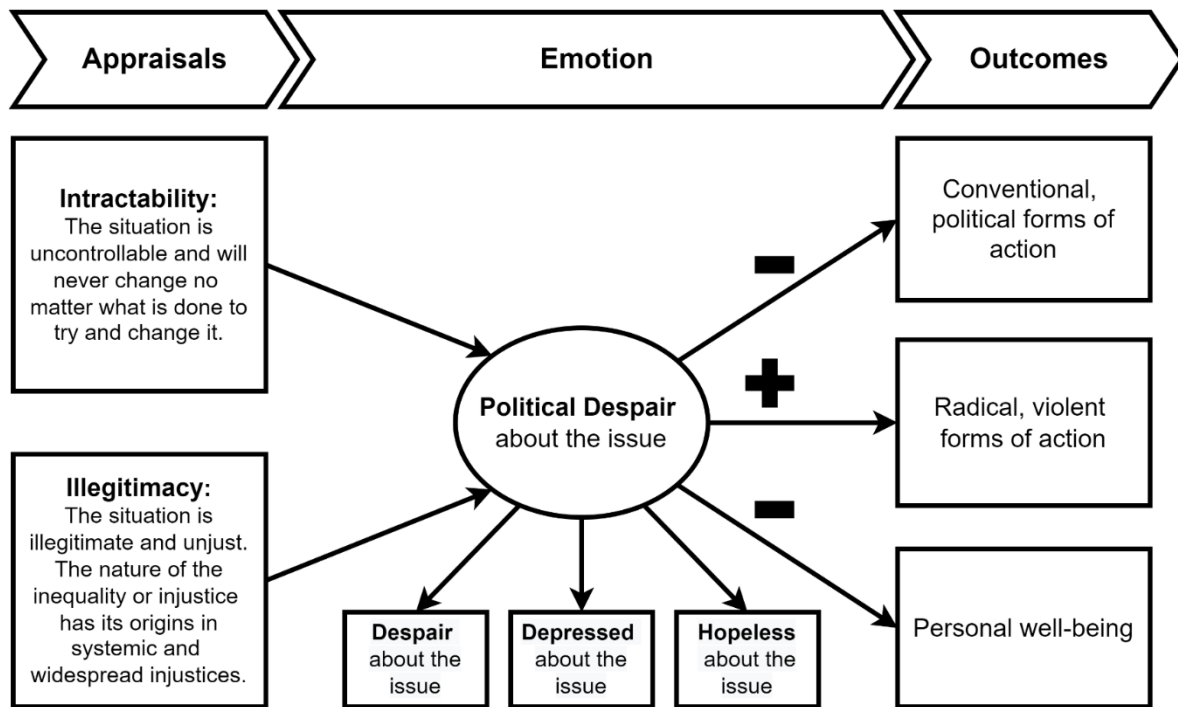 Appraisals
Emotion
Outcomes
Intractability:
The situation is
uncontrollable and will
never change no
matter what is done to
try and change it.
Illegitimacy:
The situation is
illegitimate and unjust.
The nature of the
inequality or injustice
has its origins in
systemic and
widespread injustices.
Political Despair
about the issue
-
+
-
Despair
about the
issue
Depressed
about the
issue
Hopeless
about the
issue
Conventional,
political forms of
action
Radical, violent
forms of action
Personal well-being